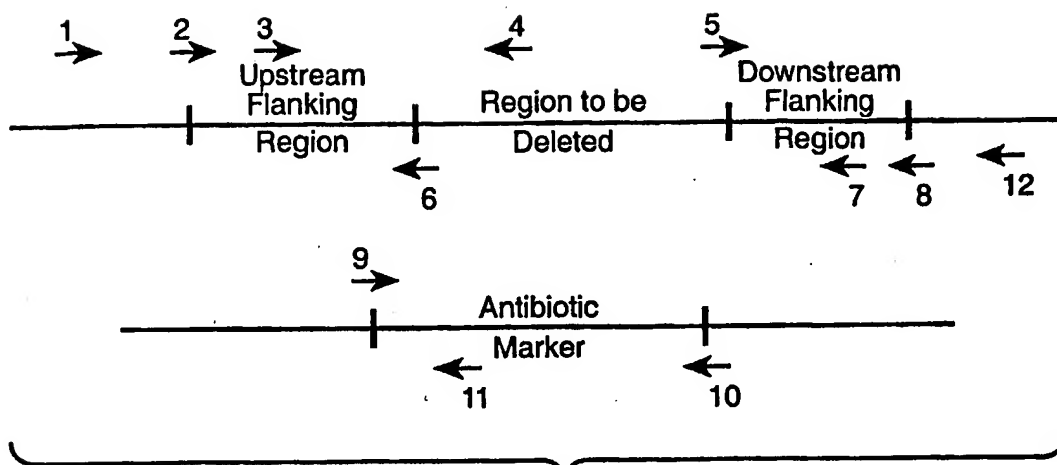 1 2 3 4 5
Upstream Downstream
Flanking Region to be Flanking
Region Deleted Region
6 7 8 12
9
Antibiotic
Marker
11 10